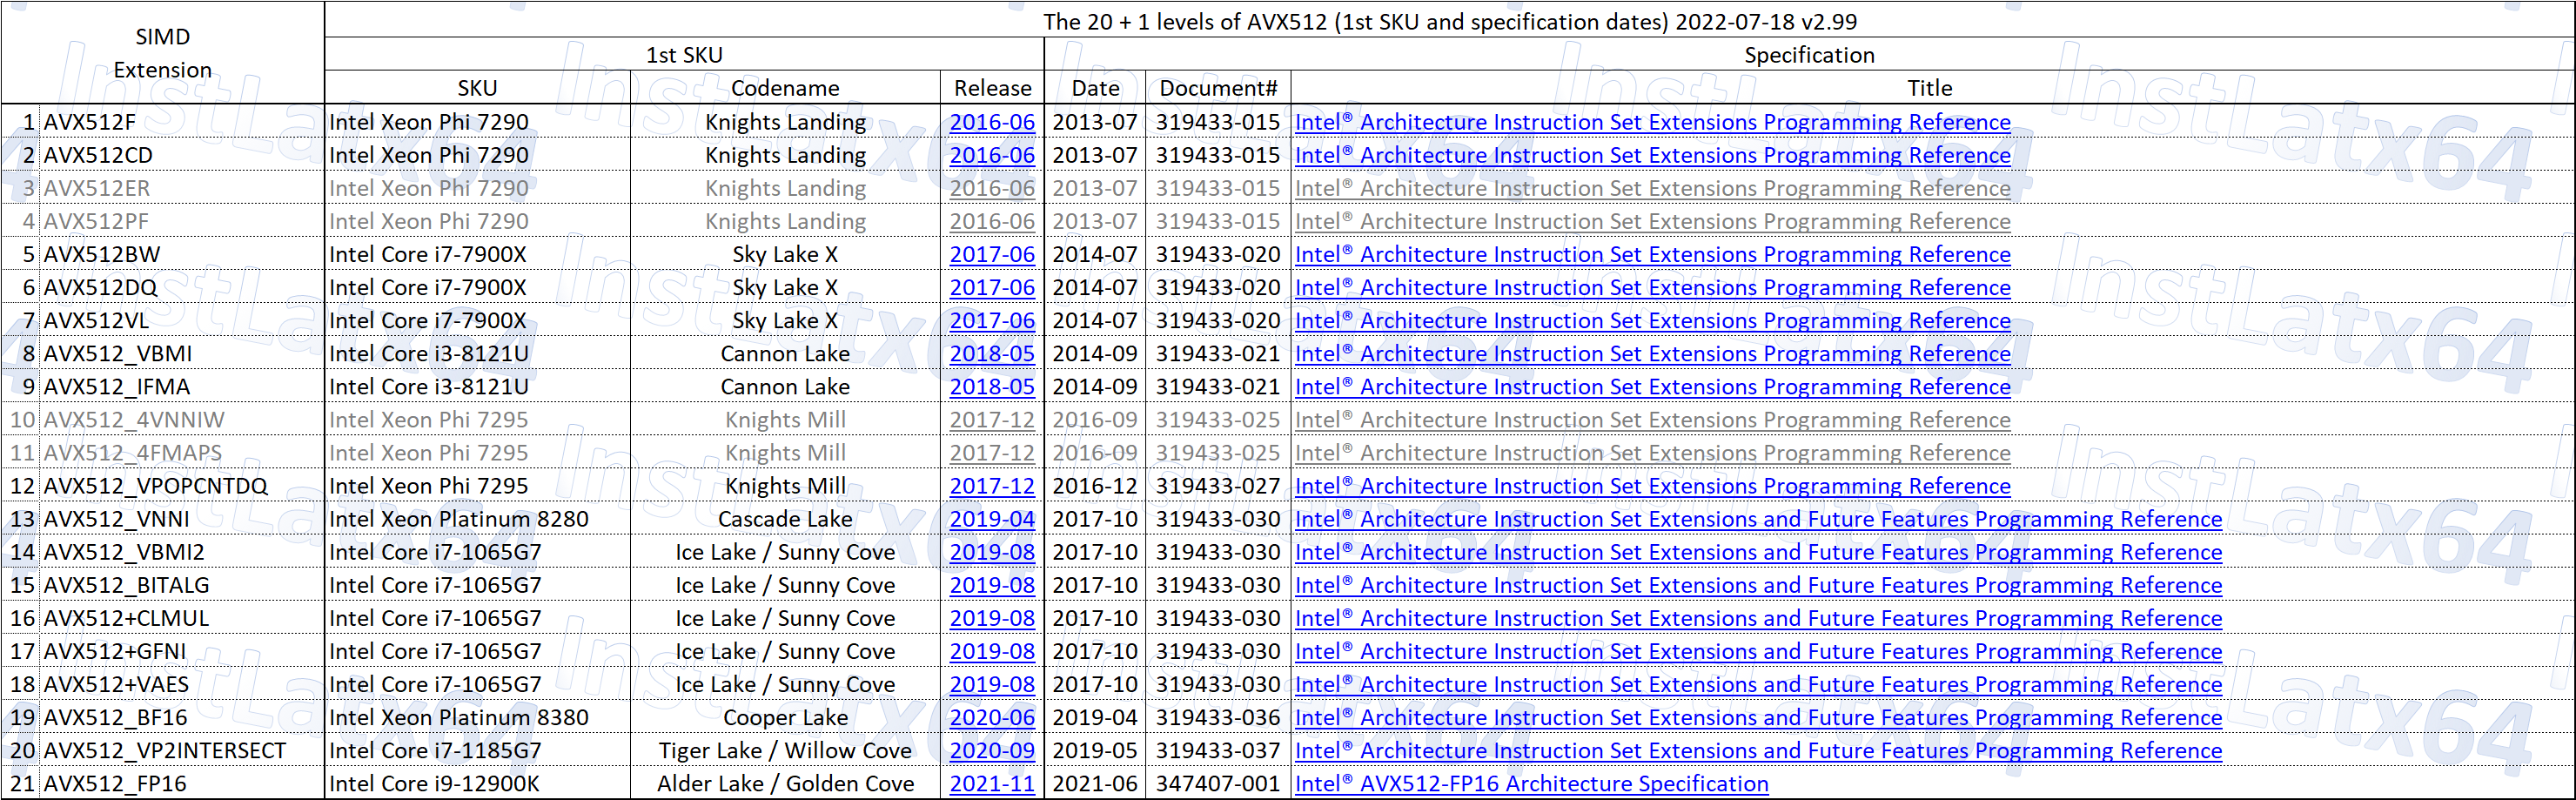 The 20 + 1 levels of AVX512 (1st SKU and specification dates) 2022-07-18 v2.99
SIMD
Extension
1st SKU Specification
SKU Codename Release Date Document# Title
1 AVX512F Intel Xeon Phi 7290 Knights Landing 2016-06 2013-07 319433-015 Intel® Architecture Instruction Set Extensions Programming Reference
2 AVX512CD Intel Xeon Phi 7290 Knights Landing 2016-06 2013-07 319433-015 Intel® Architecture Instruction Set Extensions Programming Reference
3 AVX512ER Intel Xeon Phi 7290 Knights Landing 2016-06 2013-07 319433-015 Intel® Architecture Instruction Set Extensions Programming Reference
4 AVX512PF Intel Xeon Phi 7290 Knights Landing 2016-06 2013-07 319433-015 Intel® Architecture Instruction Set Extensions Programming Reference
5 AVX512BW Intel Core i7-7900X Sky Lake X 2017-06 2014-07 319433-020 Intel® Architecture Instruction Set Extensions Programming Reference
6 AVX512DQ Intel Core i7-7900X Sky Lake X 2017-06 2014-07 319433-020 Intel® Architecture Instruction Set Extensions Programming Reference
7 AVX512VL Intel Core i7-7900X Sky Lake X 2017-06 2014-07 319433-020 Intel® Architecture Instruction Set Extensions Programming Reference
8 AVX512_VBMI Intel Core i3-8121U Cannon Lake 2018-05 2014-09 319433-021 Intel® Architecture Instruction Set Extensions Programming Reference
9 AVX512_IFMA Intel Core i3-8121U Cannon Lake 2018-05 2014-09 319433-021 Intel® Architecture Instruction Set Extensions Programming Reference
10 AVX512_4VNNIW Intel Xeon Phi 7295 Knights Mill 2017-12 2016-09 319433-025 Intel® Architecture Instruction Set Extensions Programming Reference
11 AVX512_4FMAPS Intel Xeon Phi 7295 Knights Mill 2017-12 2016-09 319433-025 Intel® Architecture Instruction Set Extensions Programming Reference
12 AVX512_VPOPCNTDQ Intel Xeon Phi 7295 Knights Mill 2017-12 2016-12 319433-027 Intel® Architecture Instruction Set Extensions Programming Reference
13 AVX512_VNNI Intel Xeon Platinum 8280 Cascade Lake 2019-04 2017-10 319433-030 Intel® Architecture Instruction Set Extensions and Future Features Programming Reference
14 AVX512_VBMI2 Intel Core i7-1065G7 Ice Lake / Sunny Cove 2019-08 2017-10 319433-030 Intel® Architecture Instruction Set Extensions and Future Features Programming Reference
15 AVX512_BITALG Intel Core i7-1065G7 Ice Lake / Sunny Cove 2019-08 2017-10 319433-030 Intel® Architecture Instruction Set Extensions and Future Features Programming Reference
16 AVX512+CLMUL Intel Core i7-1065G7 Ice Lake / Sunny Cove 2019-08 2017-10 319433-030 Intel® Architecture Instruction Set Extensions and Future Features Programming Reference
17 AVX512+GFNI Intel Core i7-1065G7 Ice Lake / Sunny Cove 2019-08 2017-10 319433-030 Intel® Architecture Instruction Set Extensions and Future Features Programming Reference
18 AVX512+VAES Intel Core i7-1065G7 Ice Lake / Sunny Cove 2019-08 2017-10 319433-030 Intel® Architecture Instruction Set Extensions and Future Features Programming Reference
19 AVX512_BF16 Intel Xeon Platinum 8380 Cooper Lake 2020-06 2019-04 319433-036 Intel® Architecture Instruction Set Extensions and Future Features Programming Reference
20 AVX512_VP2INTERSECT Intel Core i7-1185G7 Tiger Lake / Willow Cove 2020-09 2019-05 319433-037 Intel® Architecture Instruction Set Extensions and Future Features Programming Reference
21 AVX512_FP16 Intel Core i9-12900K Alder Lake / Golden Cove 2021-11 2021-06 347407-001 Intel® AVX512-FP16 Architecture Specification
InstLatx64